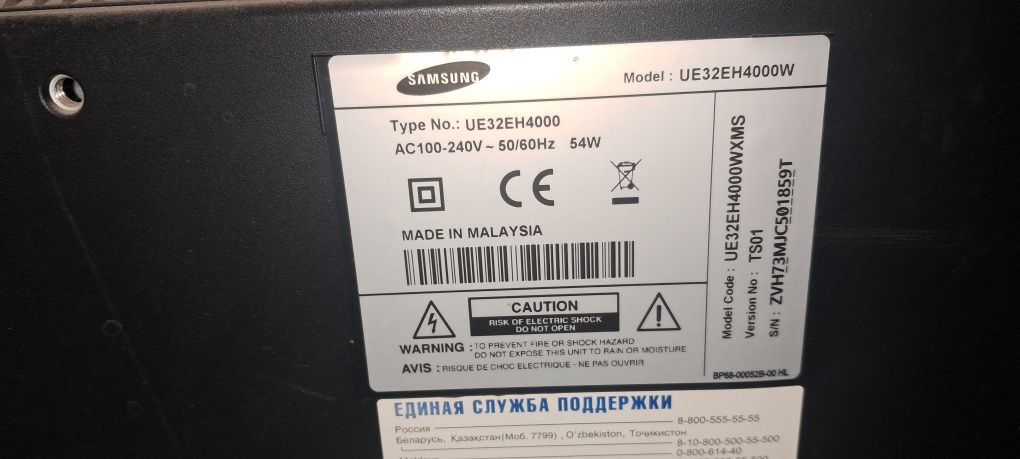 SAMSUNG
Model : UE32EH4000W
Type No.: UE32EH4000
AC100-240V ~ 50/60Hz 54W
CE
MADE IN MALAYSIA
CAUTION
RISK OF ELECTRIC SHOCK
DO NOT OPEN
WARNING : TO PREVENT FIRE OR SHOCK HAZARD
DO NOT EXPOSE THIS UNIT TO RAIN OR MOISTURE
AVIS : RISQUE DE CHOC ELECTRIQUE - NE PAS OUVRIR
Model Code : UE32EH4000WXMS
Version No : TS01
S/N : ZVH73MJC501859T
BP68-00052B-00 HL
ЕДИНАЯ СЛУЖБА ПОДДЕРЖКИ
Россия 8-800-555-55-55
Беларусь, Казахстан(Моб. 7799) , O'zbekiston, Тоҷикистон
8-10-800-500-55-500
0-800-614-40